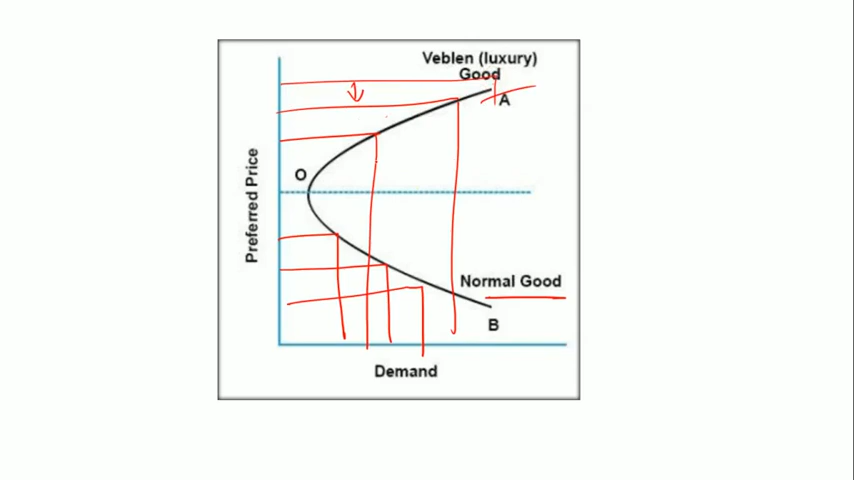 Veblen (luxury)
Good
A
O
Preferred Price
Normal Good
B
Demand